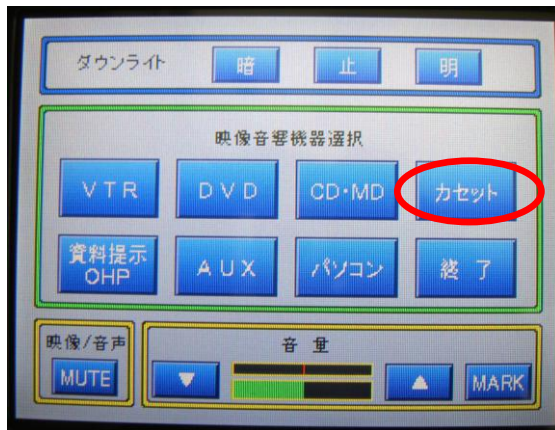 ダウンライト 暗 止 明
映像音響機器選択
VTR DVD CD・MD カセット
資料提示 OHP AUX パソコン 終了
映像/音声 音量
MUTE ▼ ▲ MARK